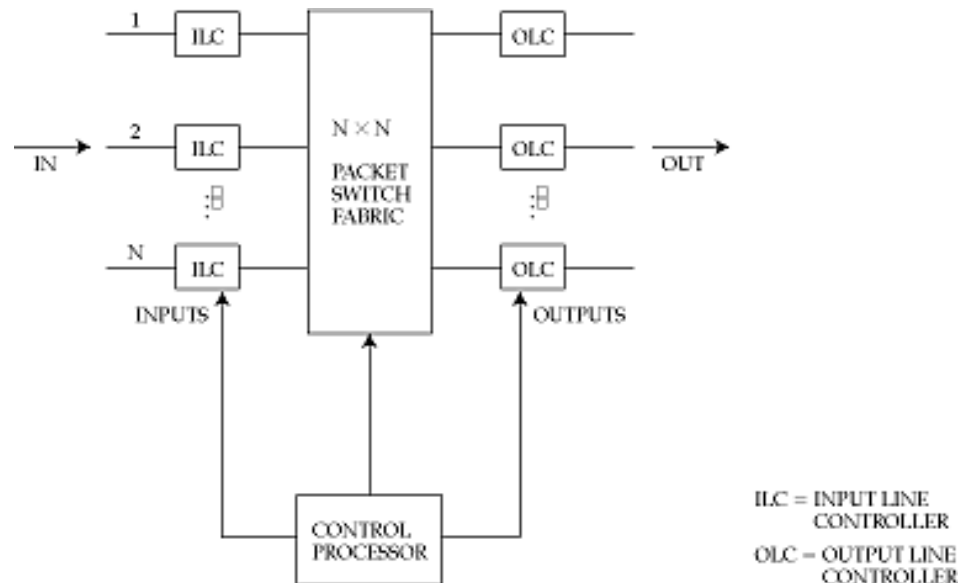 1
ILC
OLC
IN
2
ILC
N × N
PACKET
SWITCH
FABRIC
OLC
OUT
N
ILC
OLC
INPUTS
OUTPUTS
CONTROL
PROCESSOR
ILC = INPUT LINE
CONTROLLER
OLC = OUTPUT LINE
CONTROLLER